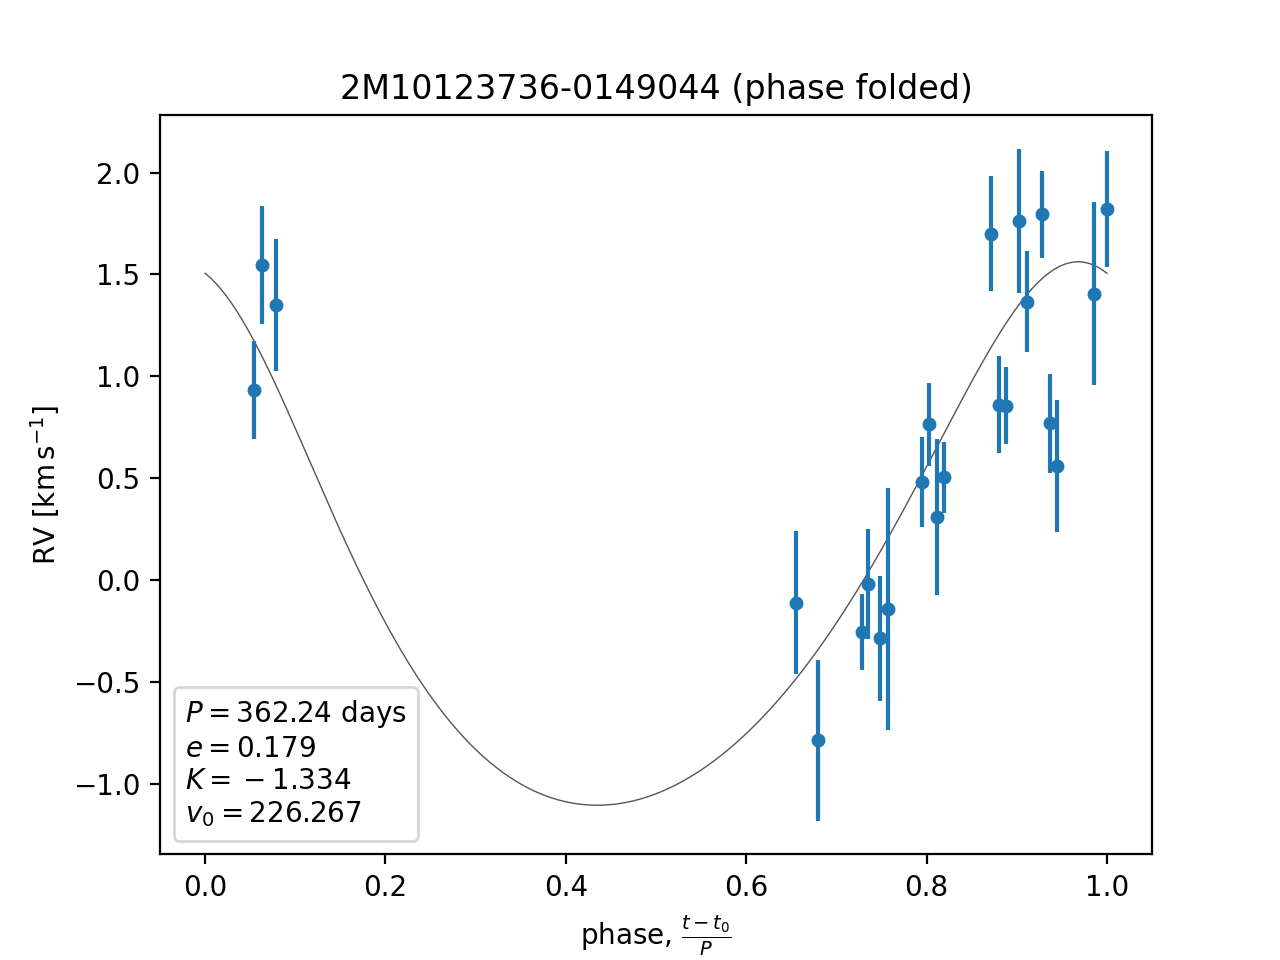 2M10123736-0149044 (phase folded)
RV [km s⁻¹]
2.0
1.5
1.0
0.5
0.0
−0.5
−1.0
P = 362.24 days
e = 0.179
K = −1.334
v₀ = 226.267
0.0 0.2 0.4 0.6 0.8 1.0
phase, (t − t₀)/P